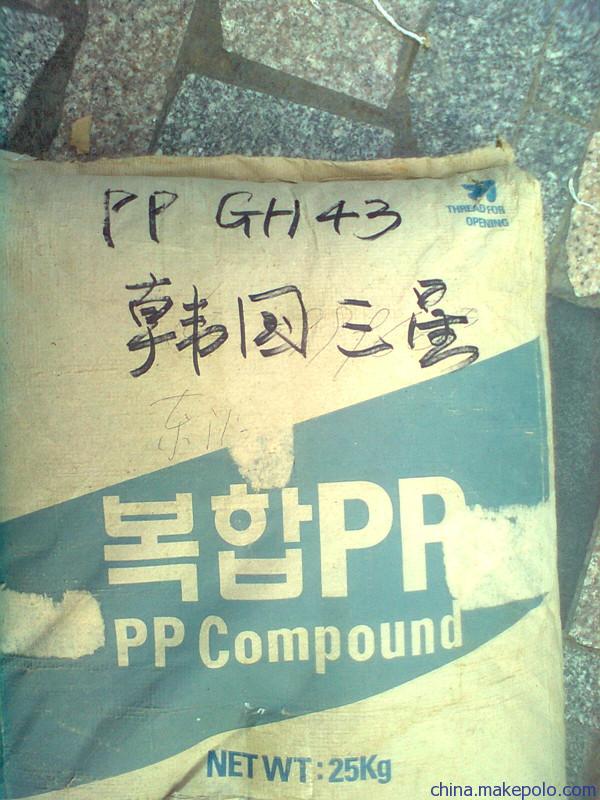 PP GH43
THREAD FOR
OPENING
韩国三星
복합PP
PP Compound
NET WT : 25Kg
china.makepolo.com